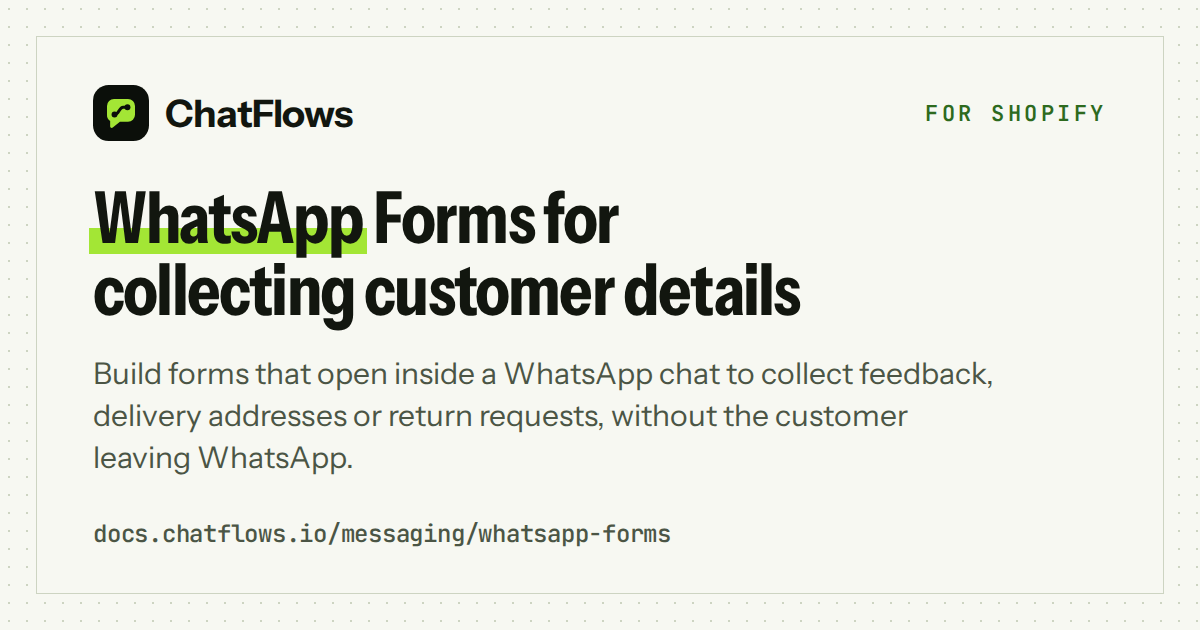 ChatFlows
FOR SHOPIFY
WhatsApp Forms for
collecting customer details
Build forms that open inside a WhatsApp chat to collect feedback,
delivery addresses or return requests, without the customer
leaving WhatsApp.
docs.chatflows.io/messaging/whatsapp-forms